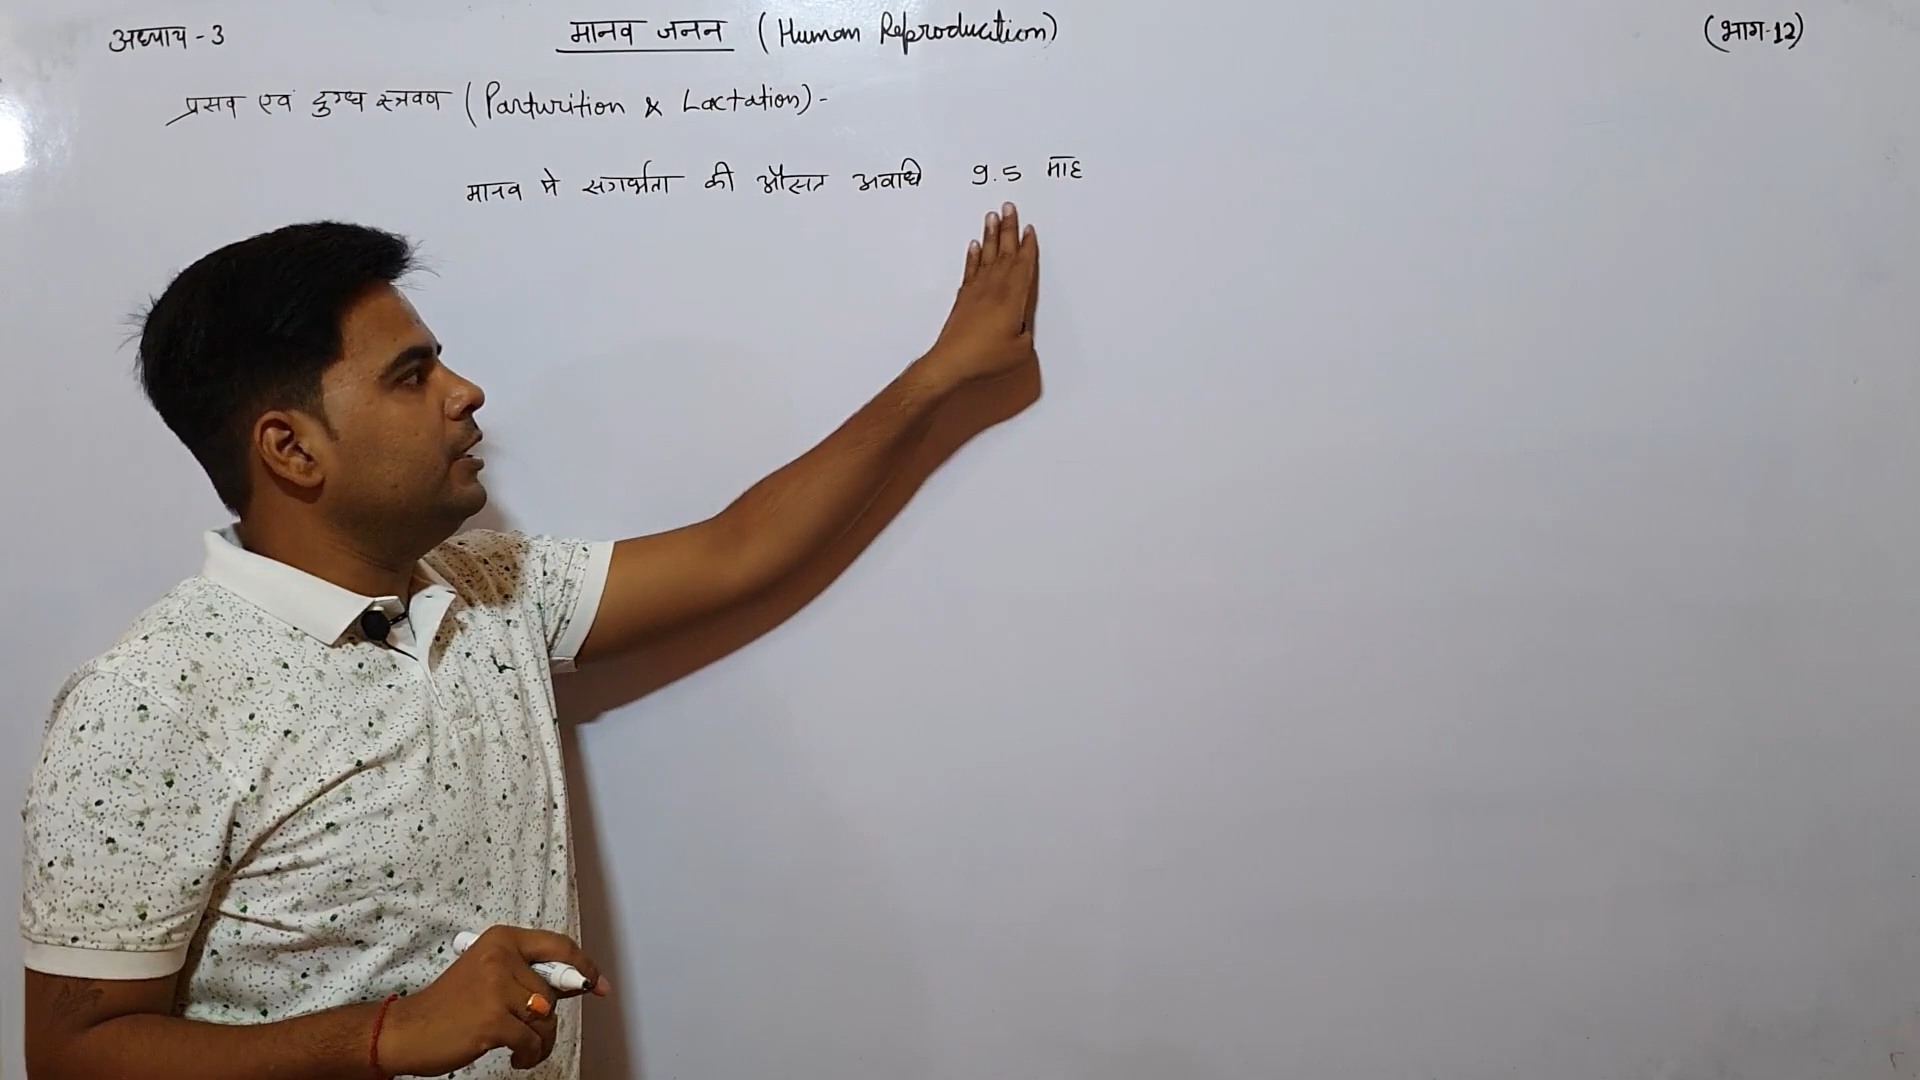 अध्याय - 3
मानव जनन (Human Reproduction)
(भाग-12)
प्रसव एवं दुग्ध स्त्रवण (Parturition & Lactation) -
मानव मे सगर्भता की औसत अवधि 9.5 माह